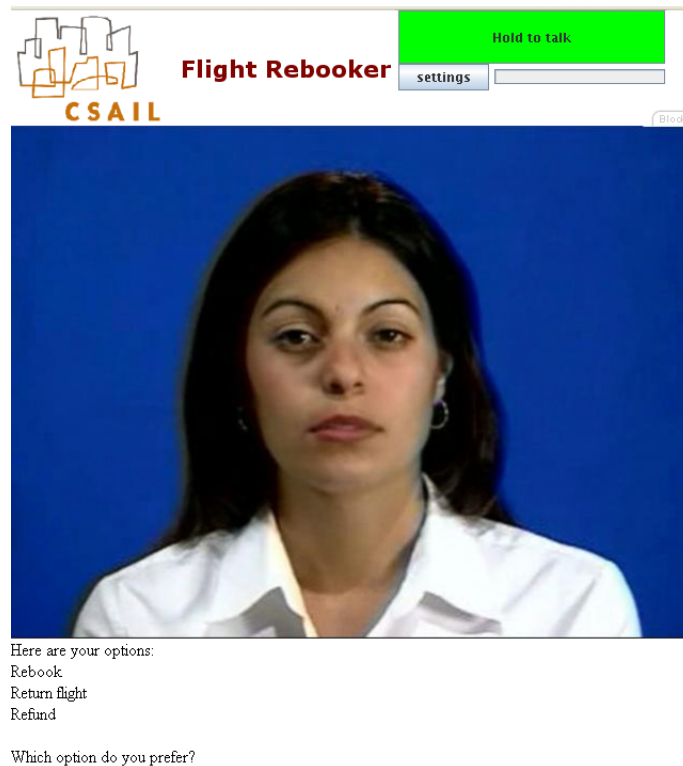 Hold to talk
Flight Rebooker
settings
CSAIL
Here are your options:
Rebook
Return flight
Refund
Which option do you prefer?